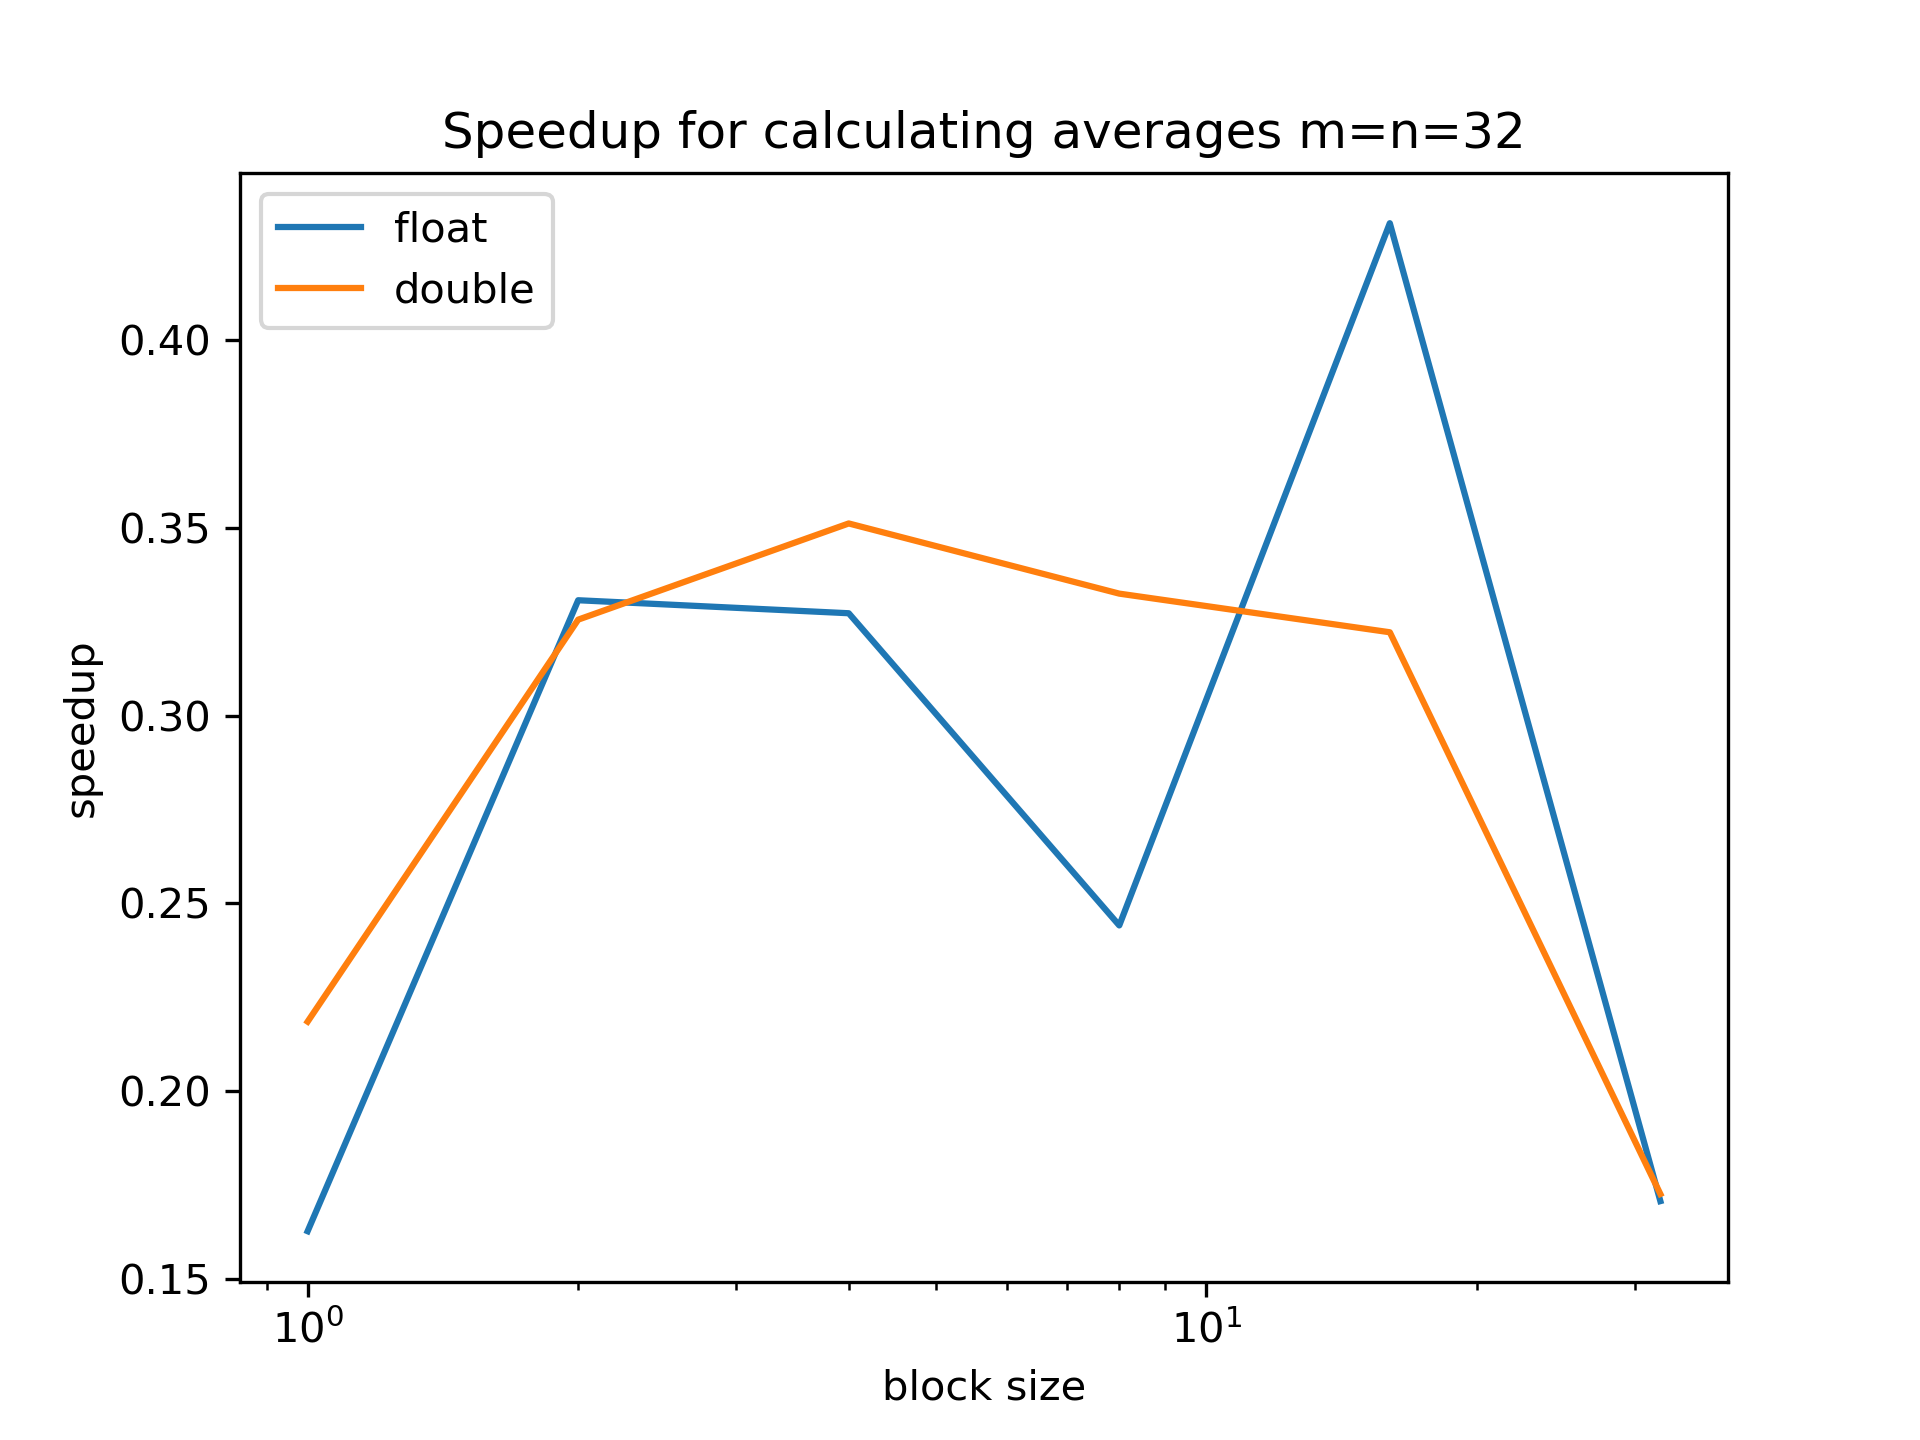 Speedup for calculating averages m=n=32
float
double
0.40
0.35
0.30
0.25
0.20
0.15
speedup
10⁰ 10¹
block size